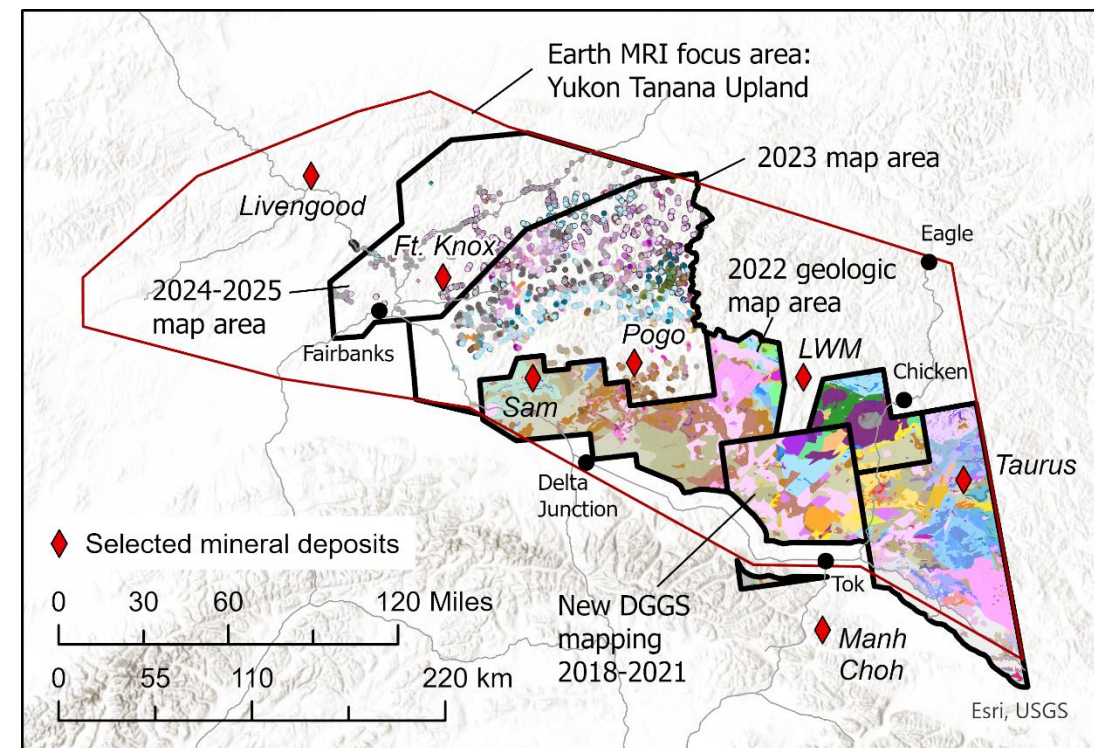 Earth MRI focus area:
Yukon Tanana Upland
2023 map area
Livengood
Ft. Knox
Eagle
2024-2025
map area
2022 geologic
map area
Fairbanks
Pogo
LWM
Chicken
Sam
Taurus
Delta
Junction
Selected mineral deposits
Tok
0 30 60 120 Miles
New DGGS
mapping
2018-2021
Manh
Choh
0 55 110 220 km
Esri, USGS